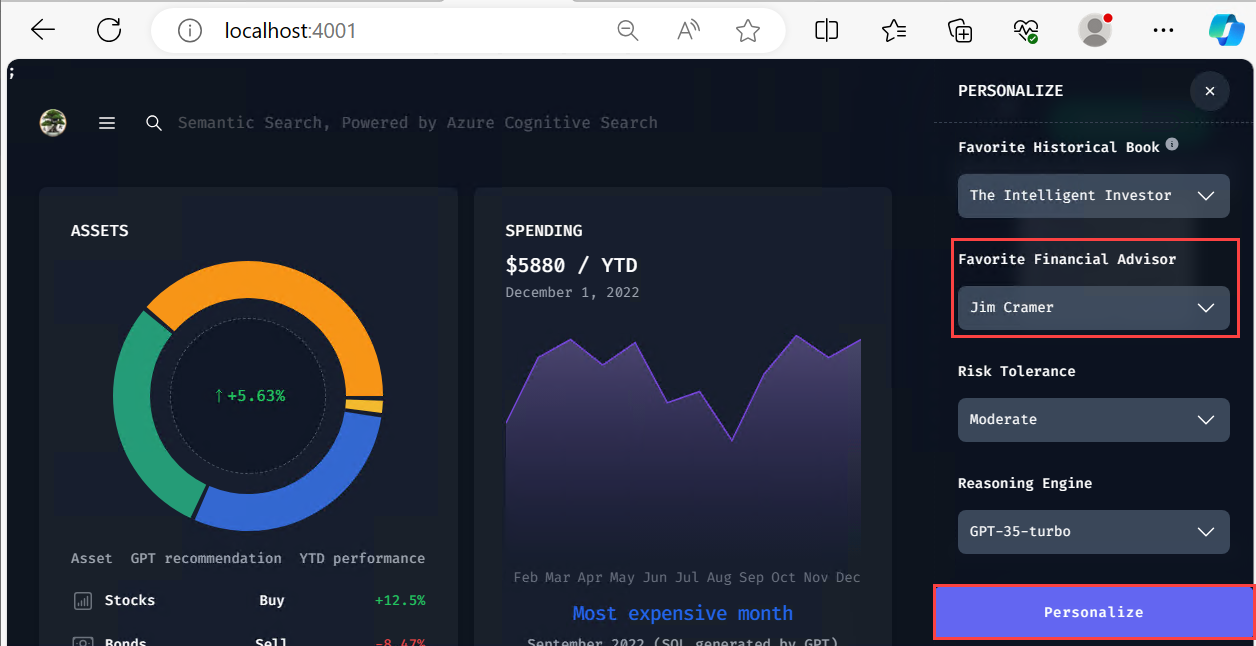 localhost:4001
;
Semantic Search, Powered by Azure Cognitive Search
ASSETS
↑+5.63%
Asset GPT recommendation YTD performance
Stocks Buy +12.5%
Bonds Sell -8.47%
SPENDING
$5880 / YTD
December 1, 2022
Feb Mar Apr May Jun Jul Aug Sep Oct Nov Dec
Most expensive month
September 2022 (SQL generated by GPT)
PERSONALIZE
Favorite Historical Book
The Intelligent Investor
Favorite Financial Advisor
Jim Cramer
Risk Tolerance
Moderate
Reasoning Engine
GPT-35-turbo
Personalize